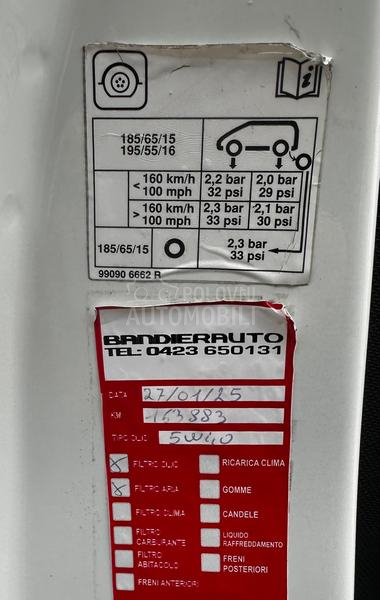 185/65/15
195/55/16
< 160 km/h
100 mph
2,2 bar
32 psi
2,0 bar
29 psi
> 160 km/h
100 mph
2,3 bar
33 psi
2,1 bar
30 psi
185/65/15
2,3 bar
33 psi
99090 6662 R
POLOVNI
AUTOMOBILI
BANDIERAUTO
TEL: 0423 650131
DATA 27/01/25
KM 143883
TIPO OLIO 5W40
FILTRO OLIO
RICARICA CLIMA
FILTRO ARIA
GOMME
FILTRO CLIMA
CANDELE
FILTRO
CARBURANTE
LIQUIDO
RAFFREDDAMENTO
FILTRO
ABITACOLO
FRENI
POSTERIORI
FRENI ANTERIORI